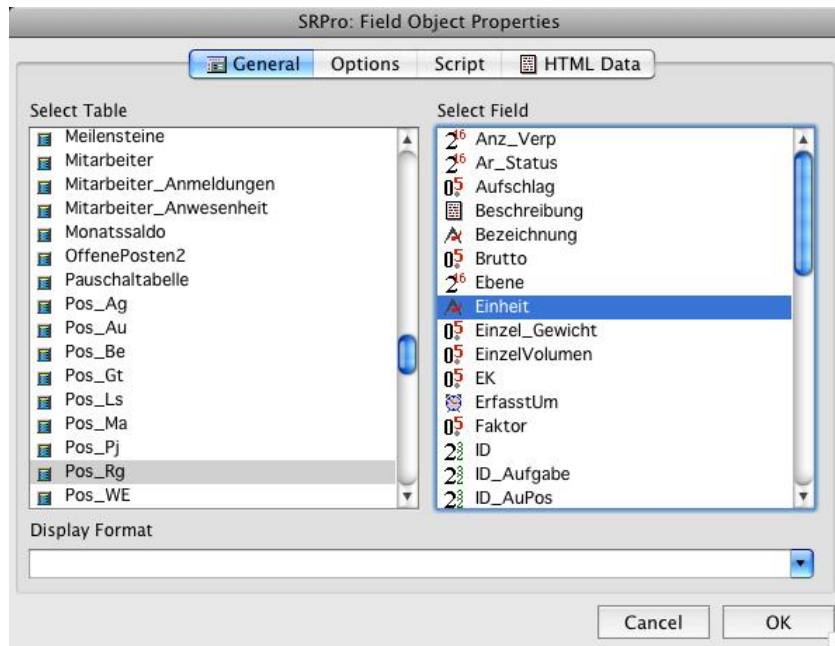 SRPro: Field Object Properties
General
Options
Script
HTML Data
Select Table
Meilensteine
Mitarbeiter
Mitarbeiter_Anmeldungen
Mitarbeiter_Anwesenheit
Monatssaldo
OffenePosten2
Pauschaltabelle
Pos_Ag
Pos_Au
Pos_Be
Pos_Gt
Pos_Ls
Pos_Ma
Pos_Pj
Pos_Rg
Pos_WE
Select Field
Anz_Verp
Ar_Status
Aufschlag
Beschreibung
Bezeichnung
Brutto
Ebene
Einheit
Einzel_Gewicht
EinzelVolumen
EK
ErfasstUm
Faktor
ID
ID_Aufgabe
ID_AuPos
Display Format
Cancel
OK